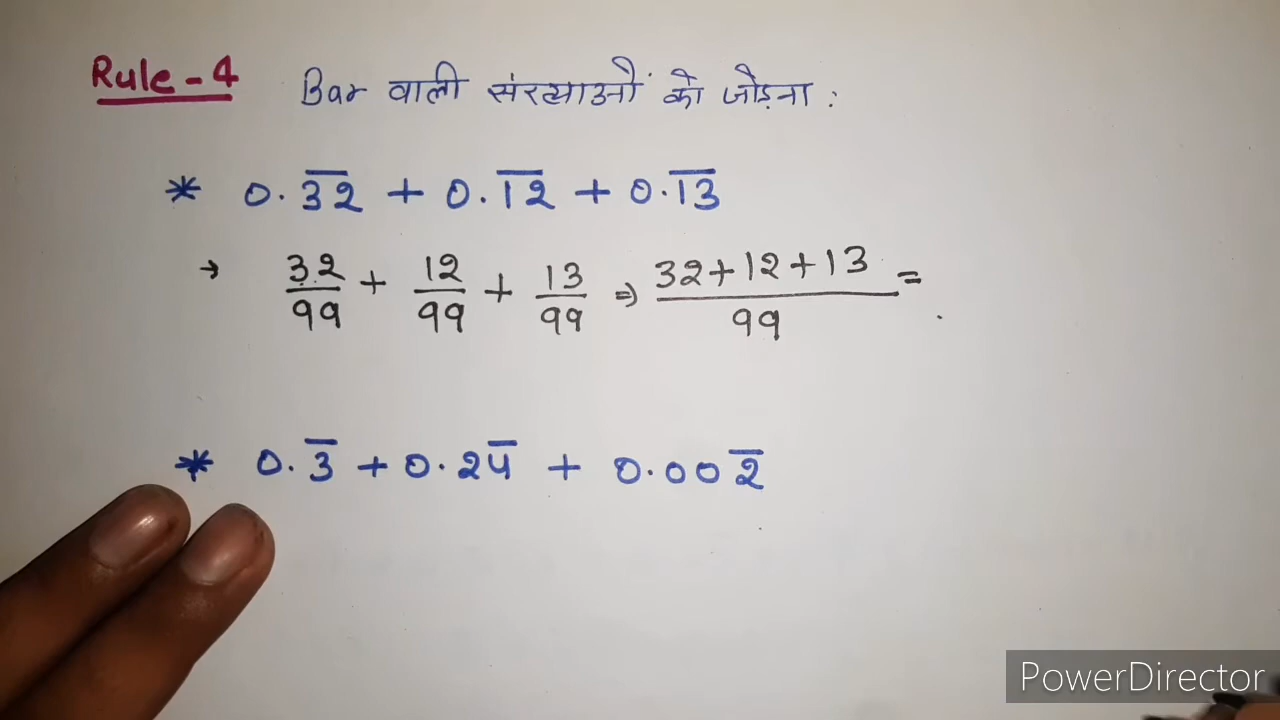 Rule-4 Bar वाली संख्याओं को जोड़ना :
* 0.3̅2̅ + 0.1̅2̅ + 0.1̅3̅
→ 32/99 + 12/99 + 13/99 ⇒ 32+12+13/99 =
* 0.3̅ + 0.24̅ + 0.002̅
PowerDirector